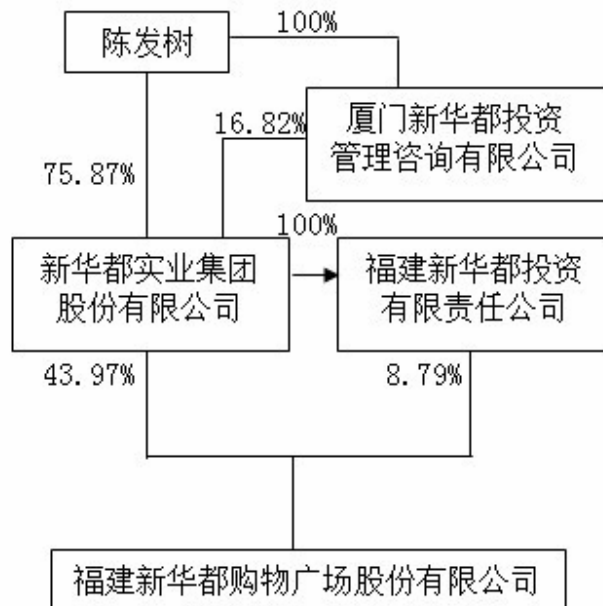 陈发树
100%
16.82%
厦门新华都投资
管理咨询有限公司
75.87%
100%
新华都实业集团
股份有限公司
福建新华都投资
有限责任公司
43.97%
8.79%
福建新华都购物广场股份有限公司